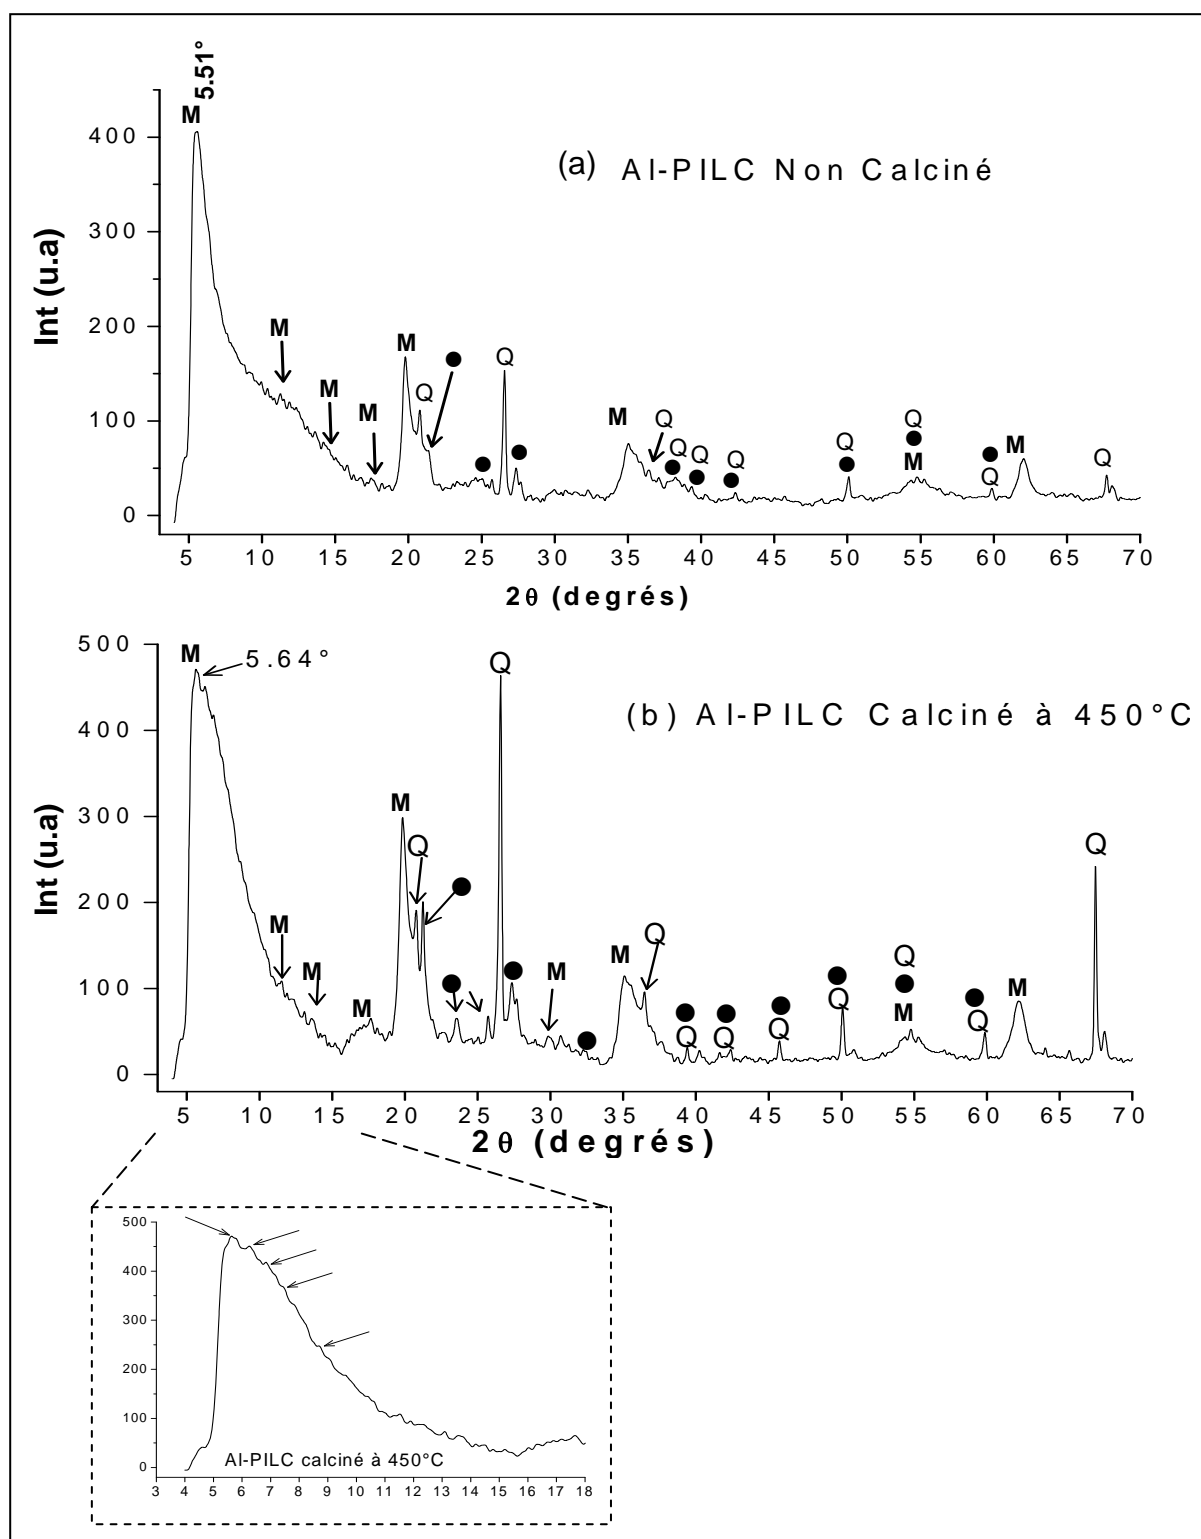 5.51°
M
400
(a) Al-PILC Non Calciné
300
Int (u.a)
200
M M Q
M Q
M
100
M Q Q Q Q Q Q M Q
M Q
0
5 10 15 20 25 30 35 40 45 50 55 60 65 70
2θ (degrés)
500
M 5.64° Q
(b) Al-PILC Calciné à 450°C
400
300
Int (u.a)
M Q
Q
200
M Q
M M M M Q
100
M Q Q Q Q M Q M
0
5 10 15 20 25 30 35 40 45 50 55 60 65 70
2θ (degrés)
500
400
300
200
100
0
Al-PILC calciné à 450°C
3 4 5 6 7 8 9 10 11 12 13 14 15 16 17 18